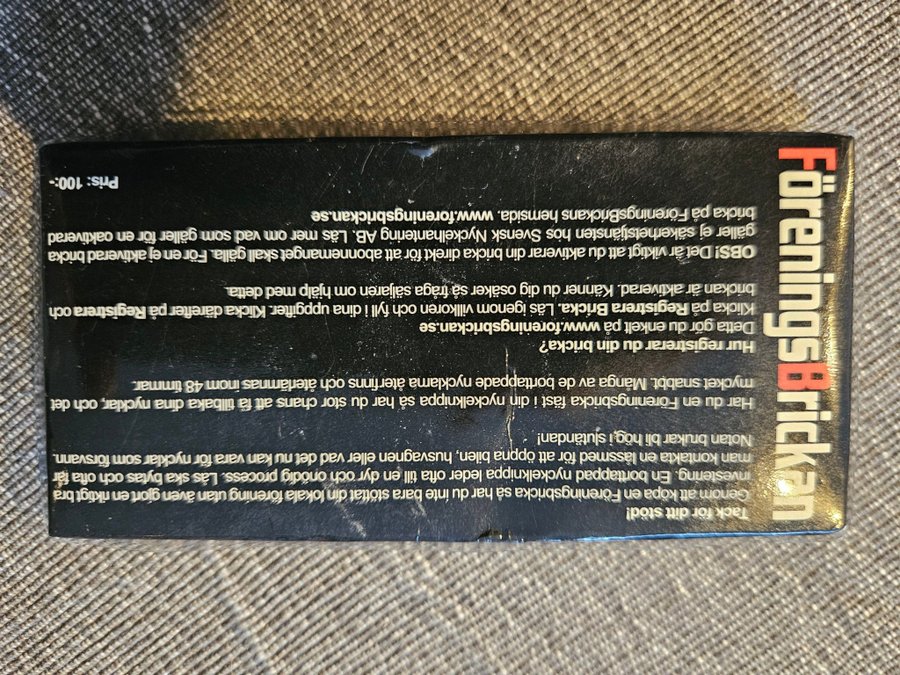 FöreningsBrickan
Tack för ditt stöd!
Genom att köpa en Föreningsbricka så har du inte bara stöttat din lokala förening utan även gjort en riktigt bra
investering. En borttappad nyckelknippa leder ofta till en dyr och onödig process. Lås ska bytas och ofta får
man kontakta en låssmed för att öppna bilen, husvagnen eller vad det nu kan vara för nycklar som försvann.
Notan brukar bli hög i slutändan!
Har du en Föreningsbricka fäst i din nyckelknippa så har du stor chans att få tillbaka dina nycklar, och det
mycket snabbt. Många av de borttappade nycklarna återfinns och återlämnas inom 48 timmar.
Hur registrerar du din bricka?
Detta gör du enkelt på www.foreningsbrickan.se
Klicka på Registrera Bricka. Läs igenom villkoren och fyll i dina uppgifter. Klicka därefter på Registrera och
brickan är aktiverad. Känner du dig osäker så fråga säljaren om hjälp med detta.
OBS! Det är viktigt att du aktiverar din bricka direkt för att abonnemanget skall gälla. För en ej aktiverad bricka
gäller ej säkerhetstjänsten hos Svensk Nyckelhantering AB. Läs mer om vad som gäller för en oaktiverad
bricka på FöreningsBrickans hemsida. www.foreningsbrickan.se
Pris: 100:-